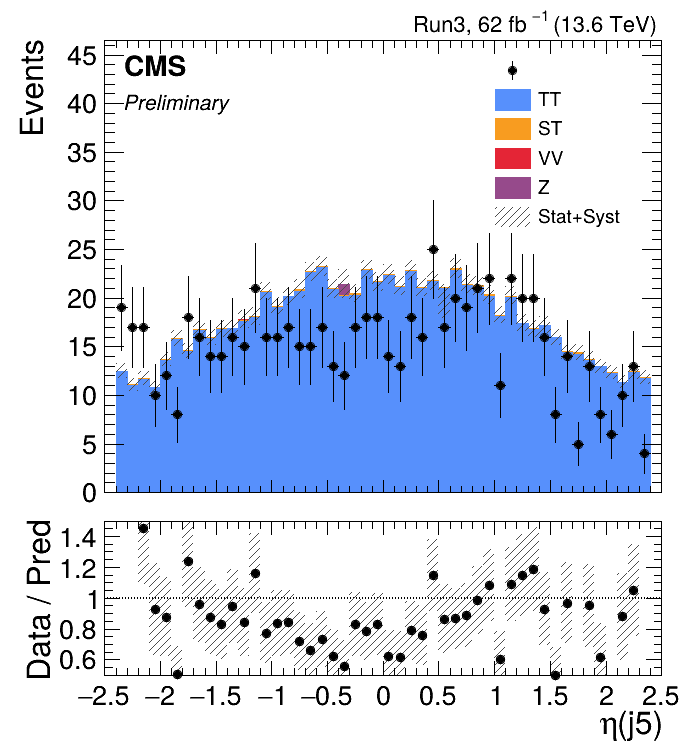 Run3, 62 fb⁻¹ (13.6 TeV)
Events
45
40
35
30
25
20
15
10
5
0
CMS
Preliminary
TT
ST
VV
Z
Stat+Syst
Data / Pred
1.4
1.2
1
0.8
0.6
−2.5 −2 −1.5 −1 −0.5 0 0.5 1 1.5 2 2.5
η(j5)